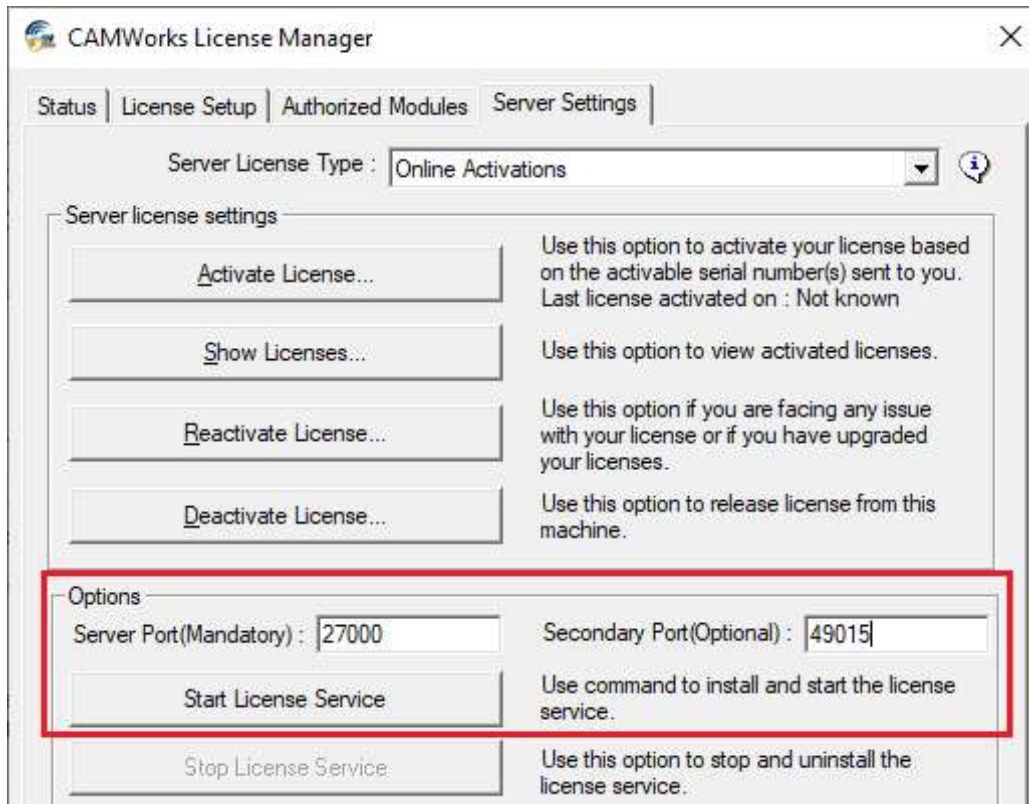 CAMWorks License Manager
Status License Setup Authorized Modules Server Settings
Server License Type : Online Activations
Server license settings
Activate License...
Use this option to activate your license based
on the activable serial number(s) sent to you.
Last license activated on : Not known
Show Licenses...
Use this option to view activated licenses.
Reactivate License...
Use this option if you are facing any issue
with your license or if you have upgraded
your licenses.
Deactivate License...
Use this option to release license from this
machine.
Options
Server Port(Mandatory) : 27000 Secondary Port(Optional) : 49015
Start License Service
Use command to install and start the license
service.
Stop License Service
Use this option to stop and uninstall the
license service.